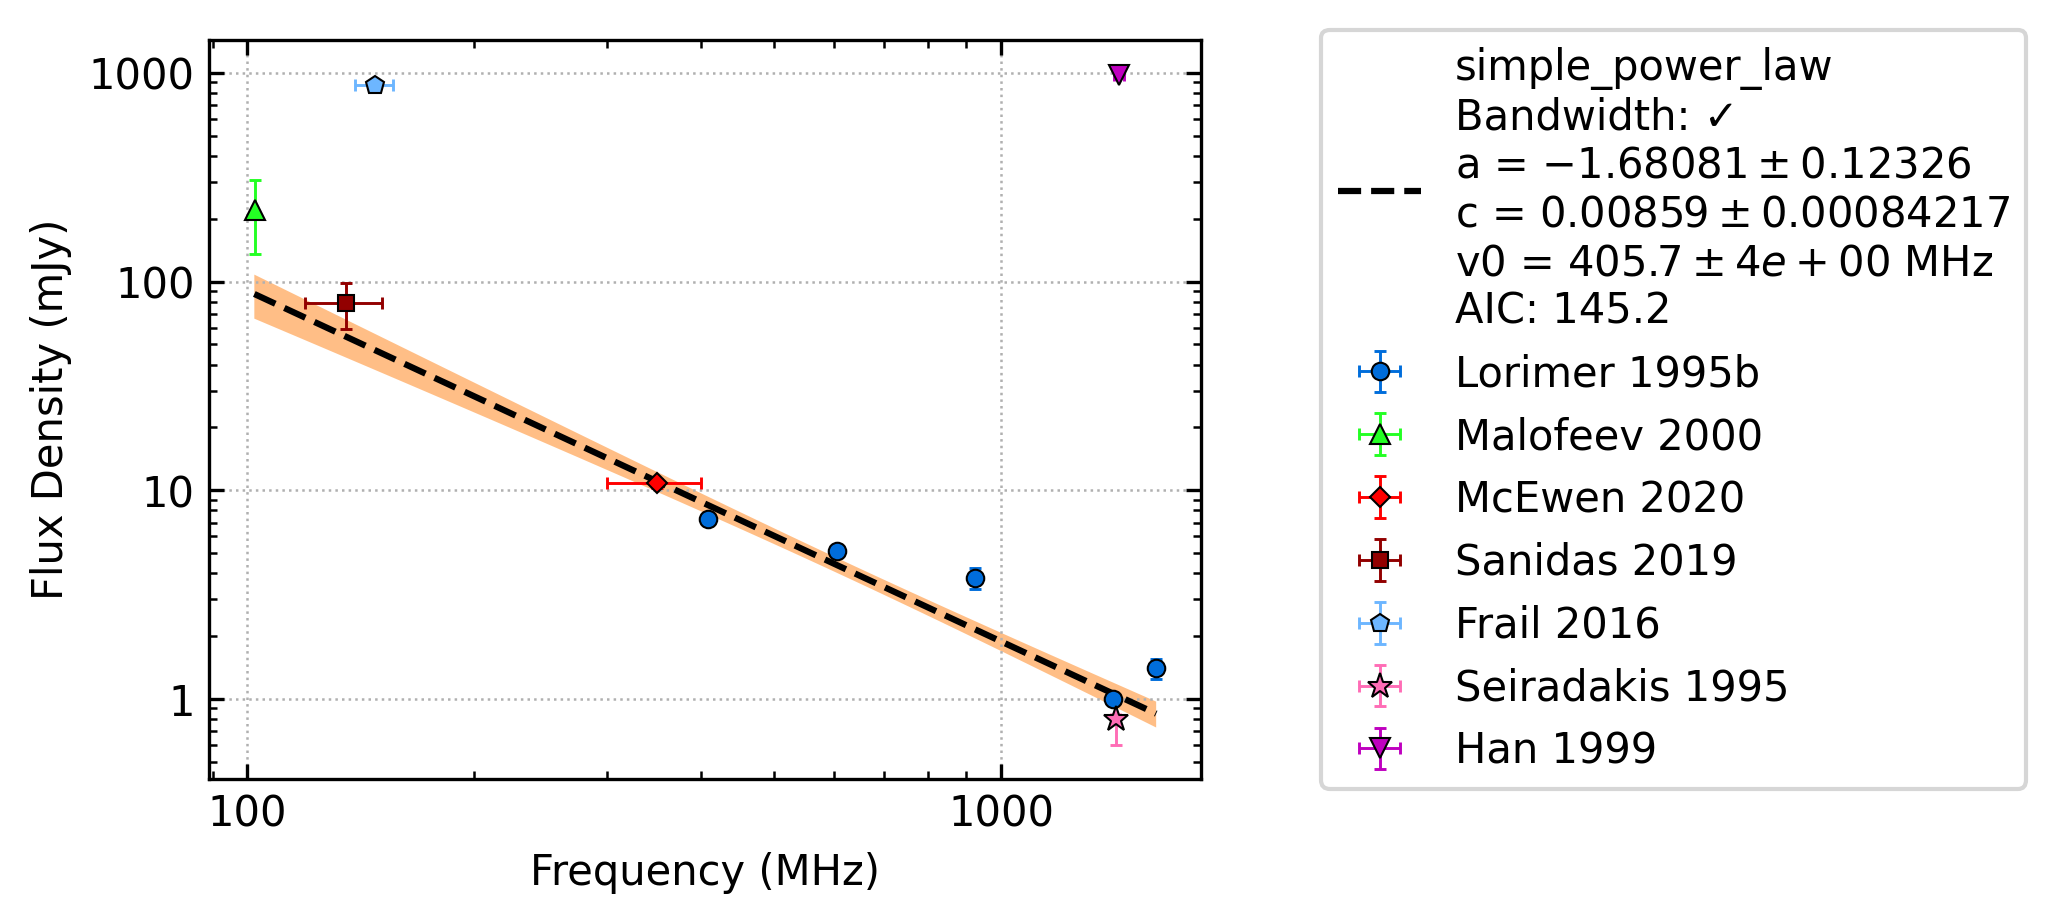 1000
100
10
1
Flux Density (mJy)
100
1000
Frequency (MHz)
simple_power_law
Bandwidth: ✓
a = −1.68081 ± 0.12326
c = 0.00859 ± 0.00084217
v0 = 405.7 ± 4e + 00 MHz
AIC: 145.2
Lorimer 1995b
Malofeev 2000
McEwen 2020
Sanidas 2019
Frail 2016
Seiradakis 1995
Han 1999